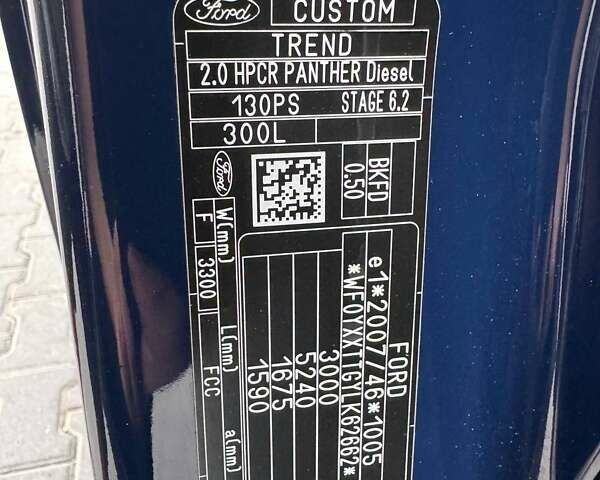 Ford CUSTOM
TREND
2.0 HPCR PANTHER Diesel
130PS STAGE 6.2
300L
Ford
BKFD
0.50
FORD
e1*2007/46*1005
*WF0YXXTTGYLK62662*
3000
5240
1675
1590
W(mm) L(mm) a(mm)
F 3300 FCC